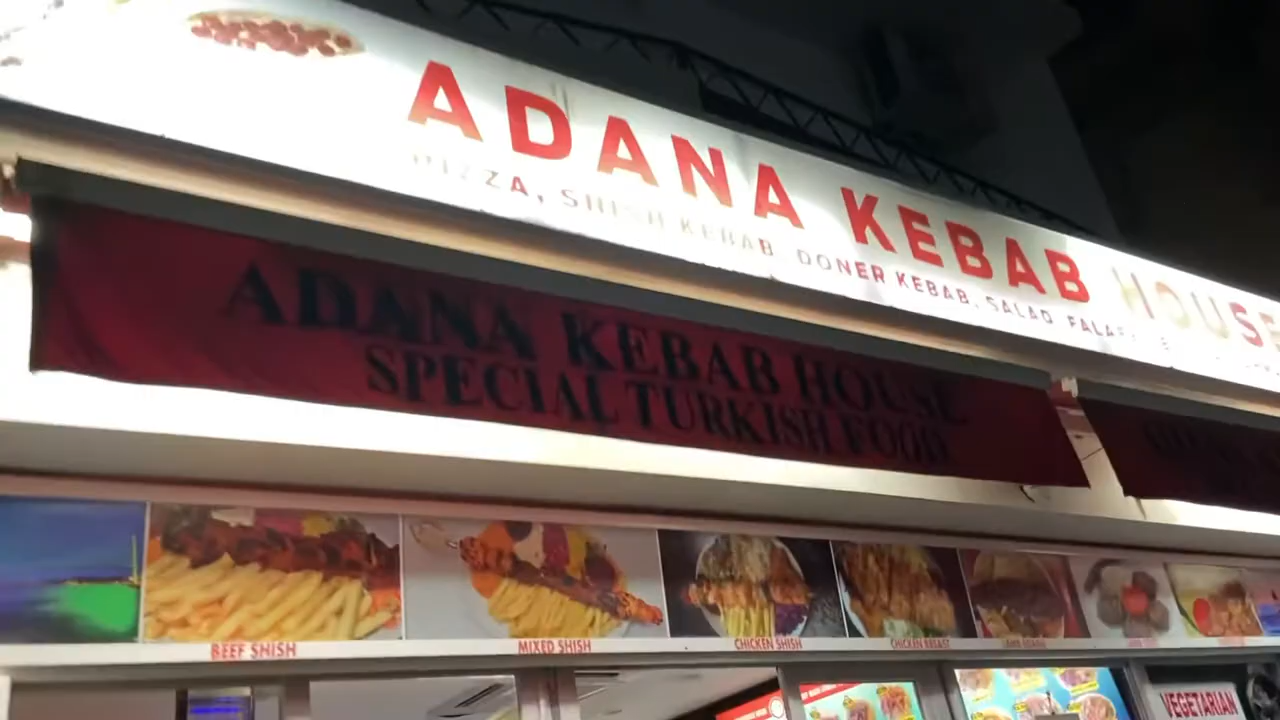 ADANA KEBAB HOUSE
PIZZA, SHISH KEBAB, DONER KEBAB, SALAD
ADANA KEBAB HOUSE
SPECIAL TURKISH FOOD
BEEF SHISH
MIXED SHISH
CHICKEN SHISH
CHICKEN BREAST
VEGETARIAN